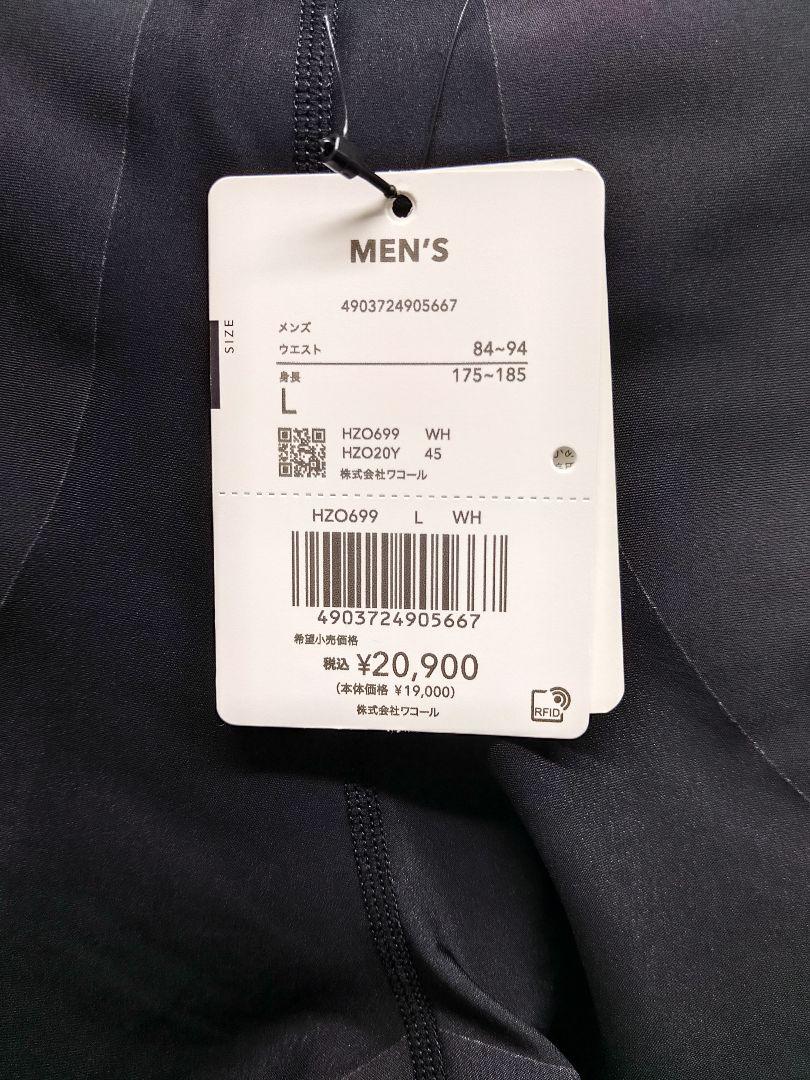 MEN'S
4903724905667
SIZE
メンズ
ウエスト 84~94
身長 175~185
L
HZO699 WH
HZO20Y 45
株式会社ワコール
HZO699 L WH
4903724905667
希望小売価格
税込 ¥20,900
(本体価格 ¥19,000)
株式会社ワコール
RFID